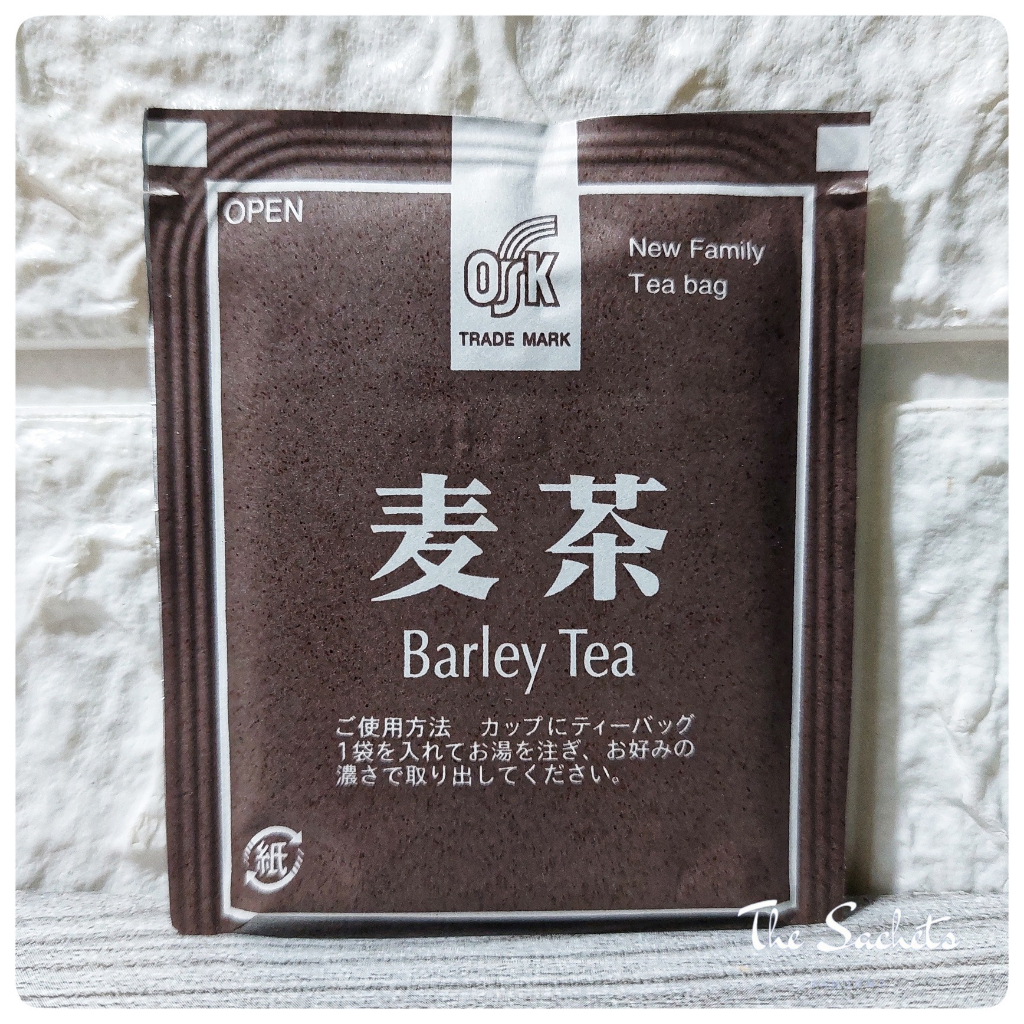 OPEN
OSK
TRADE MARK
New Family
Tea bag
麦茶
Barley Tea
ご使用方法　カップにティーバッグ
1袋を入れてお湯を注ぎ、お好みの
濃さで取り出してください。
紙
The Sachets